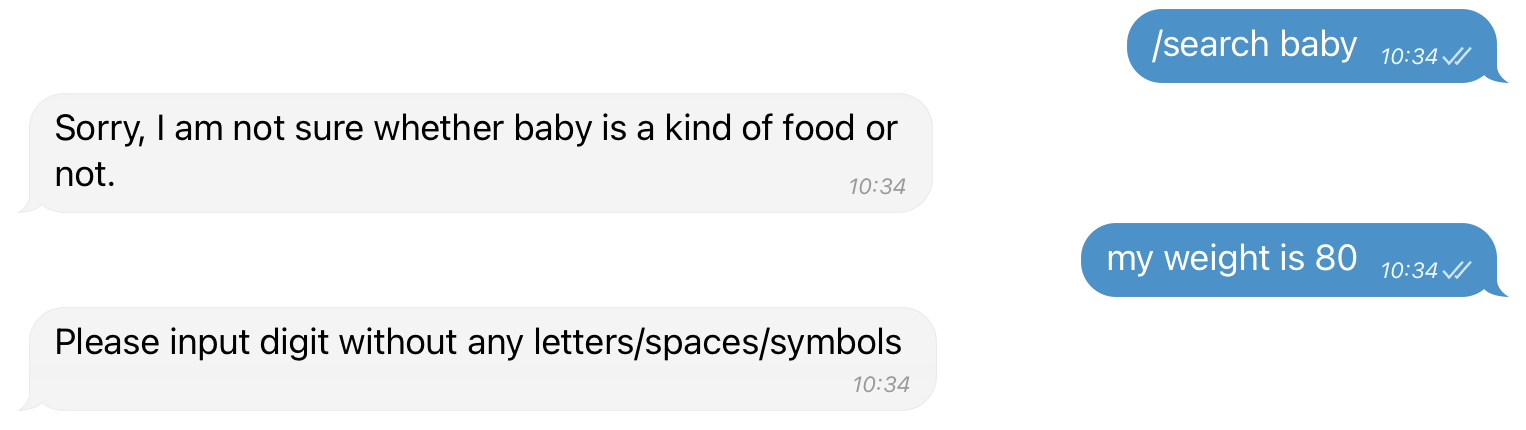 /search baby 10:34
Sorry, I am not sure whether baby is a kind of food or
not. 10:34
my weight is 80 10:34
Please input digit without any letters/spaces/symbols
10:34